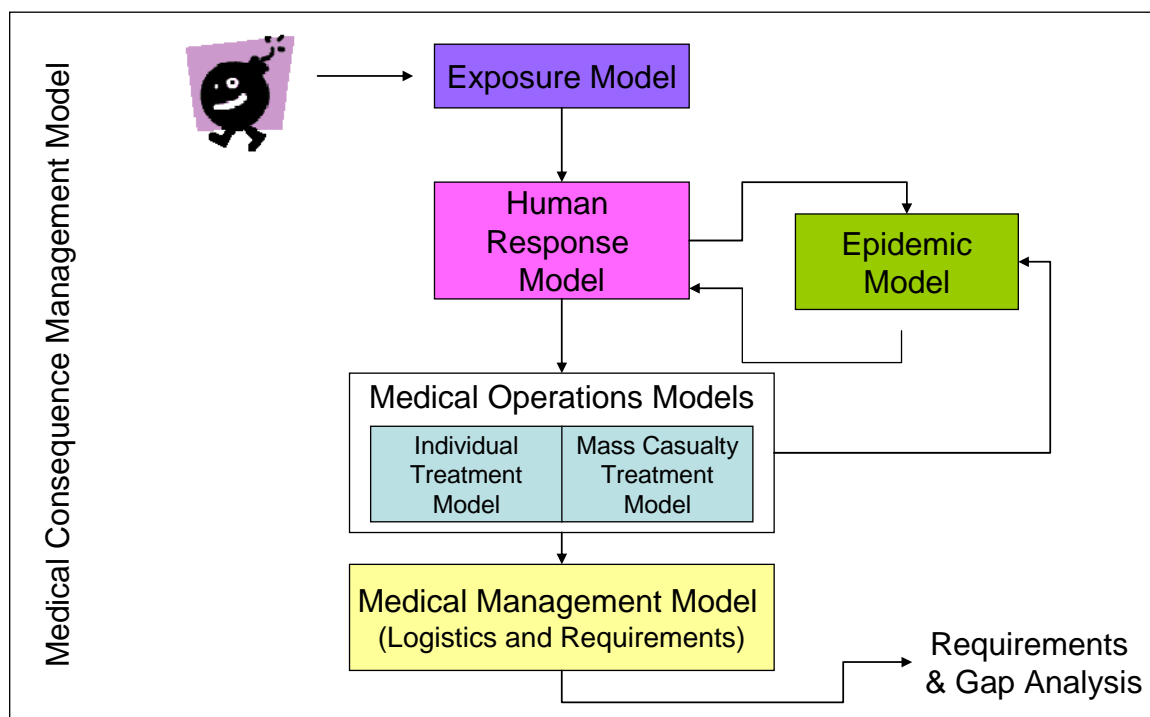 Medical Consequence Management Model
Exposure Model
Human
Response
Model
Epidemic
Model
Medical Operations Models
Individual
Treatment
Model
Mass Casualty
Treatment
Model
Medical Management Model
(Logistics and Requirements)
Requirements
& Gap Analysis